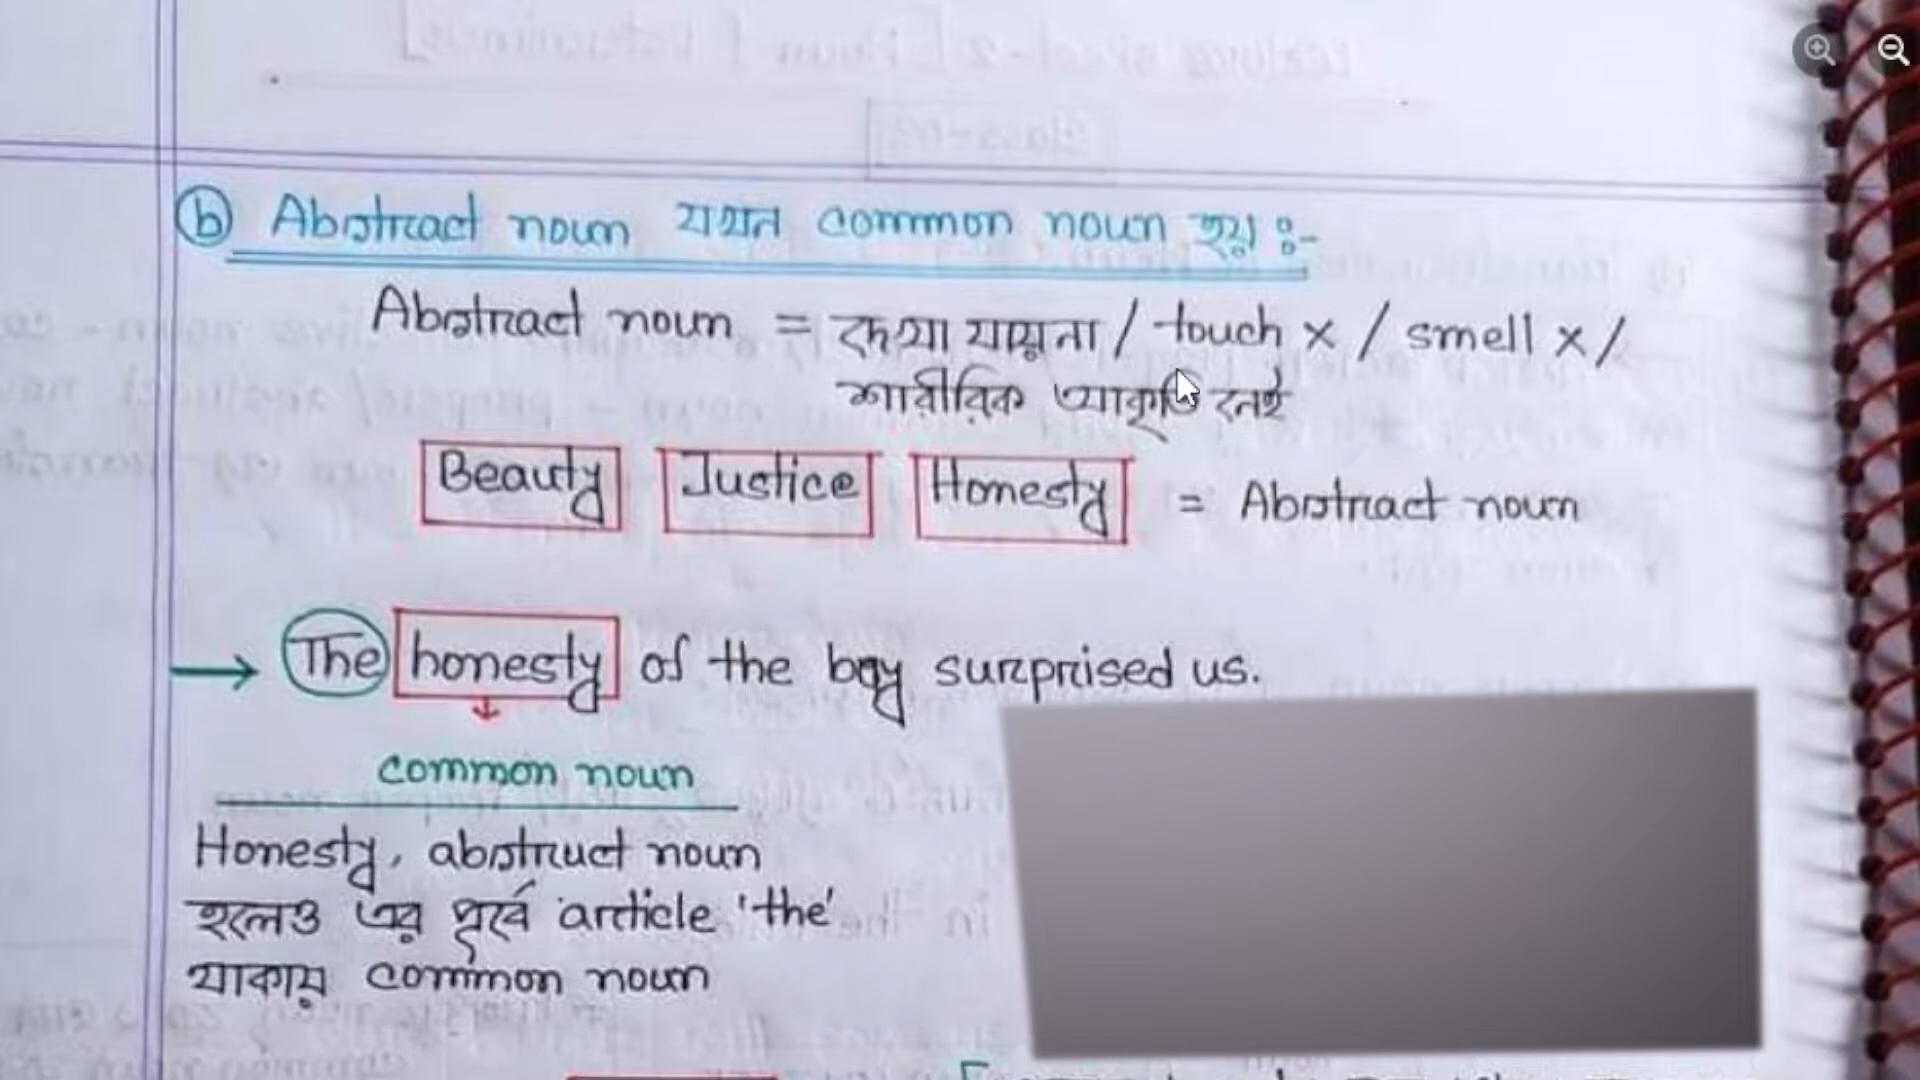 ⓑ Abstract noun যখন common noun হয় ঃ-
Abstract noun = দেখা যায়না / touch x / smell x /
শারীরিক আকৃতি নেই
Beauty Justice Honesty = Abstract noun
→ The honesty of the boy surprised us.
common noun
Honesty, abstruct noun
হলেও এর পূর্বে article 'the'
থাকায় common noun